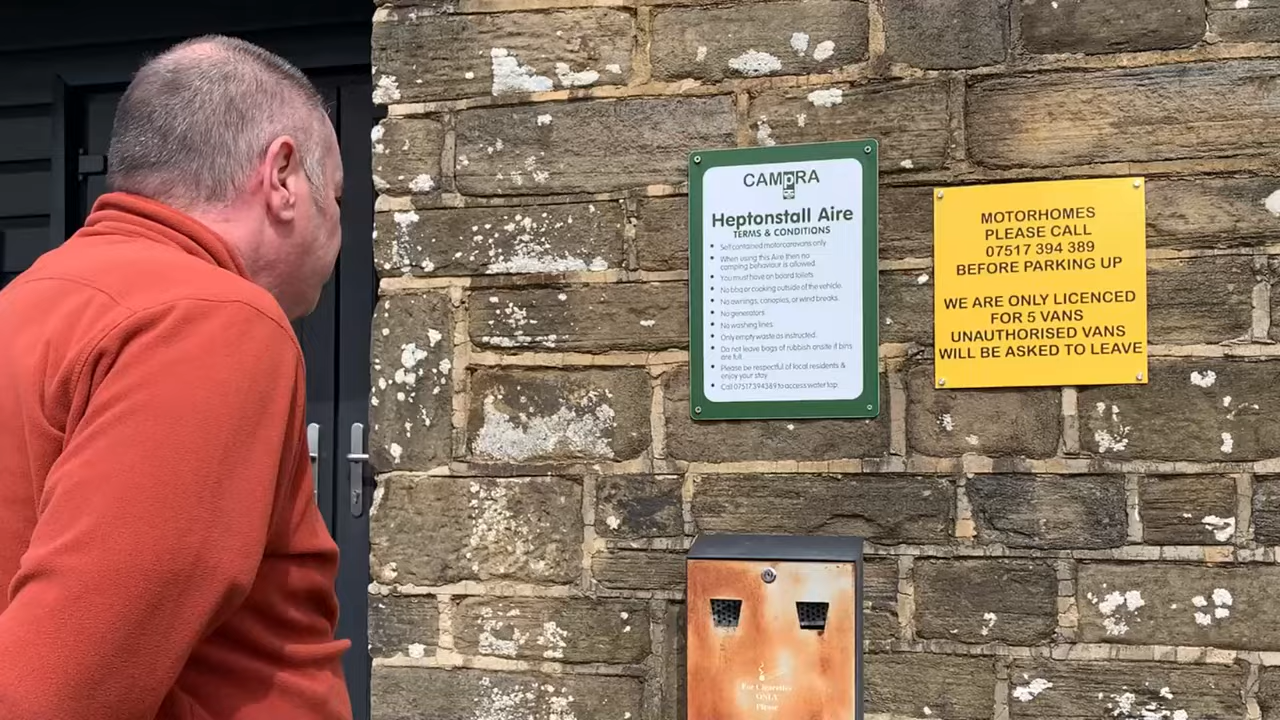 CAMpRA
Heptonstall Aire
TERMS & CONDITIONS
Self contained motorcaravans only
When using this Aire then no
camping behaviour is allowed.
You must have on board toilets
No bbq or cooking outside of the vehicle.
No awnings, canopies, or wind breaks.
No generators
No washing lines
Only empty waste as instructed.
Do not leave bags of rubbish onsite if bins
are full
Please be respectful of local residents &
enjoy your stay
Call 07517394389 to access water tap
MOTORHOMES
PLEASE CALL
07517 394 389
BEFORE PARKING UP
WE ARE ONLY LICENCED
FOR 5 VANS
UNAUTHORISED VANS
WILL BE ASKED TO LEAVE
For Cigarettes
ONLY
Please